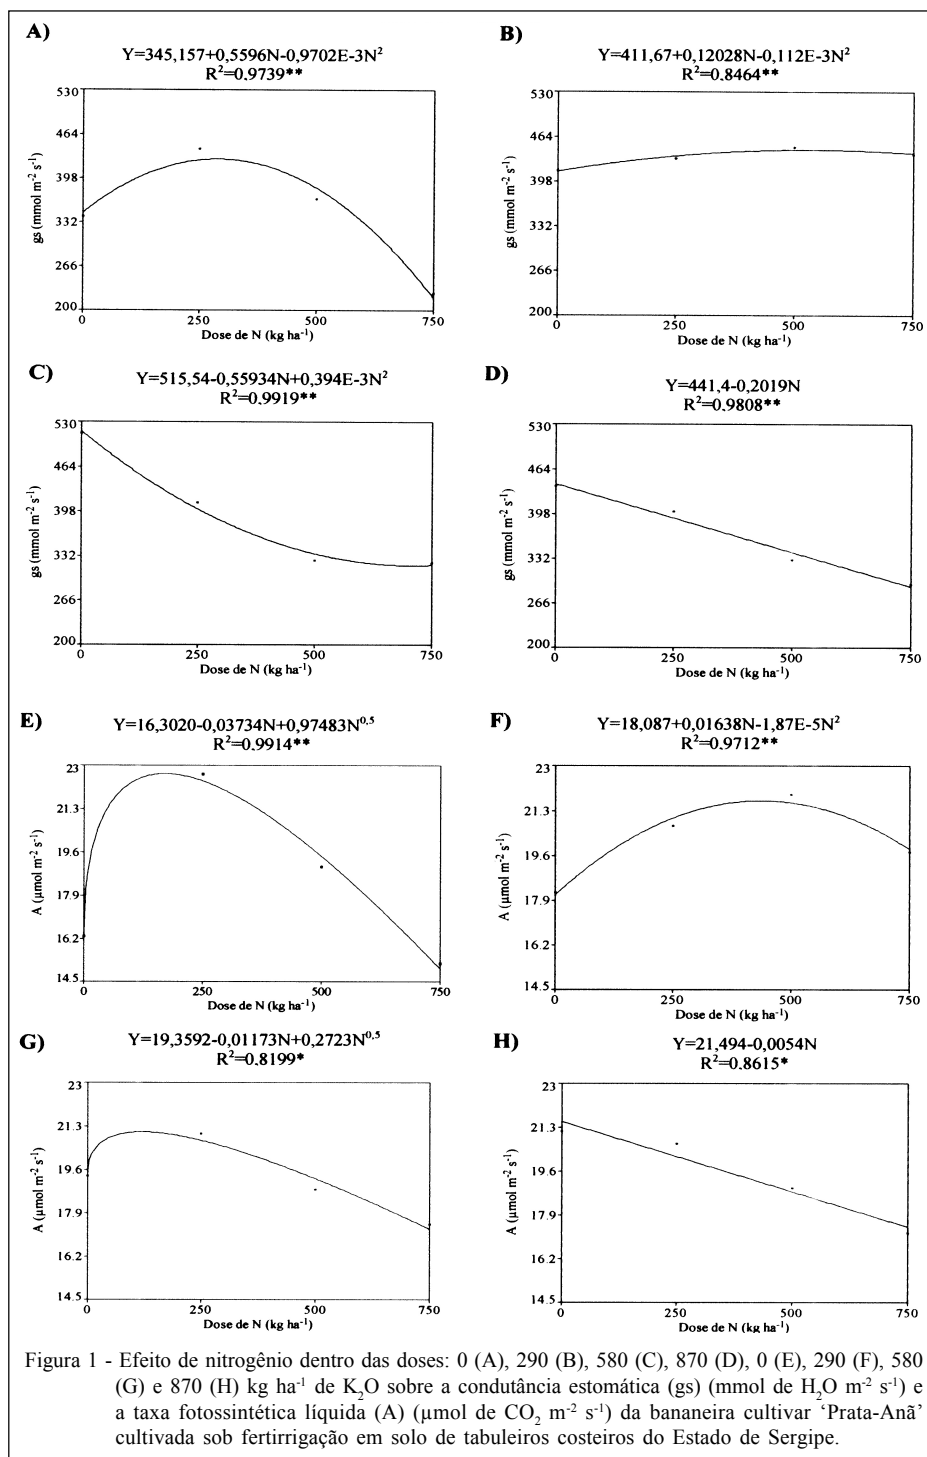 A)
Y=345,157+0,5596N-0,9702E-3N²
R²=0.9739**
530
464
398
332
266
200
gs (mmol m⁻² s⁻¹)
0 250 500 750
Dose de N (kg ha⁻¹)
B)
Y=411,67+0,12028N-0,112E-3N²
R²=0.8464**
530
464
398
332
266
200
gs (mmol m⁻² s⁻¹)
0 250 500 750
Dose de N (kg ha⁻¹)
C)
Y=515,54-0,55934N+0,394E-3N²
R²=0.9919**
530
464
398
332
266
200
gs (mmol m⁻² s⁻¹)
0 250 500 750
Dose de N (kg ha⁻¹)
D)
Y=441,4-0,2019N
R²=0.9808**
530
464
398
332
266
200
gs (mmol m⁻² s⁻¹)
0 250 500 750
Dose de N (kg ha⁻¹)
E)
Y=16,3020-0,03734N+0,97483N⁰,⁵
R²=0.9914**
23
21.3
19.6
17.9
16.2
14.5
A (µmol m⁻² s⁻¹)
0 250 500 750
Dose de N (kg ha⁻¹)
F)
Y=18,087+0,01638N-1,87E-5N²
R²=0.9712**
23
21.3
19.6
17.9
16.2
14.5
A (µmol m⁻² s⁻¹)
0 250 500 750
Dose de N (kg ha⁻¹)
G)
Y=19,3592-0,01173N+0,2723N⁰,⁵
R²=0.8199*
23
21.3
19.6
17.9
16.2
14.5
A (µmol m⁻² s⁻¹)
0 250 500 750
Dose de N (kg ha⁻¹)
H)
Y=21,494-0,0054N
R²=0.8615*
23
21.3
19.6
17.9
16.2
14.5
A (µmol m⁻² s⁻¹)
0 250 500 750
Dose de N (kg ha⁻¹)
Figura 1 - Efeito de nitrogênio dentro das doses: 0 (A), 290 (B), 580 (C), 870 (D), 0 (E), 290 (F), 580
(G) e 870 (H) kg ha⁻¹ de K₂O sobre a condutância estomática (gs) (mmol de H₂O m⁻² s⁻¹) e
a taxa fotossintética líquida (A) (µmol de CO₂ m⁻² s⁻¹) da bananeira cultivar ‘Prata-Anã’
cultivada sob fertirrigação em solo de tabuleiros costeiros do Estado de Sergipe.